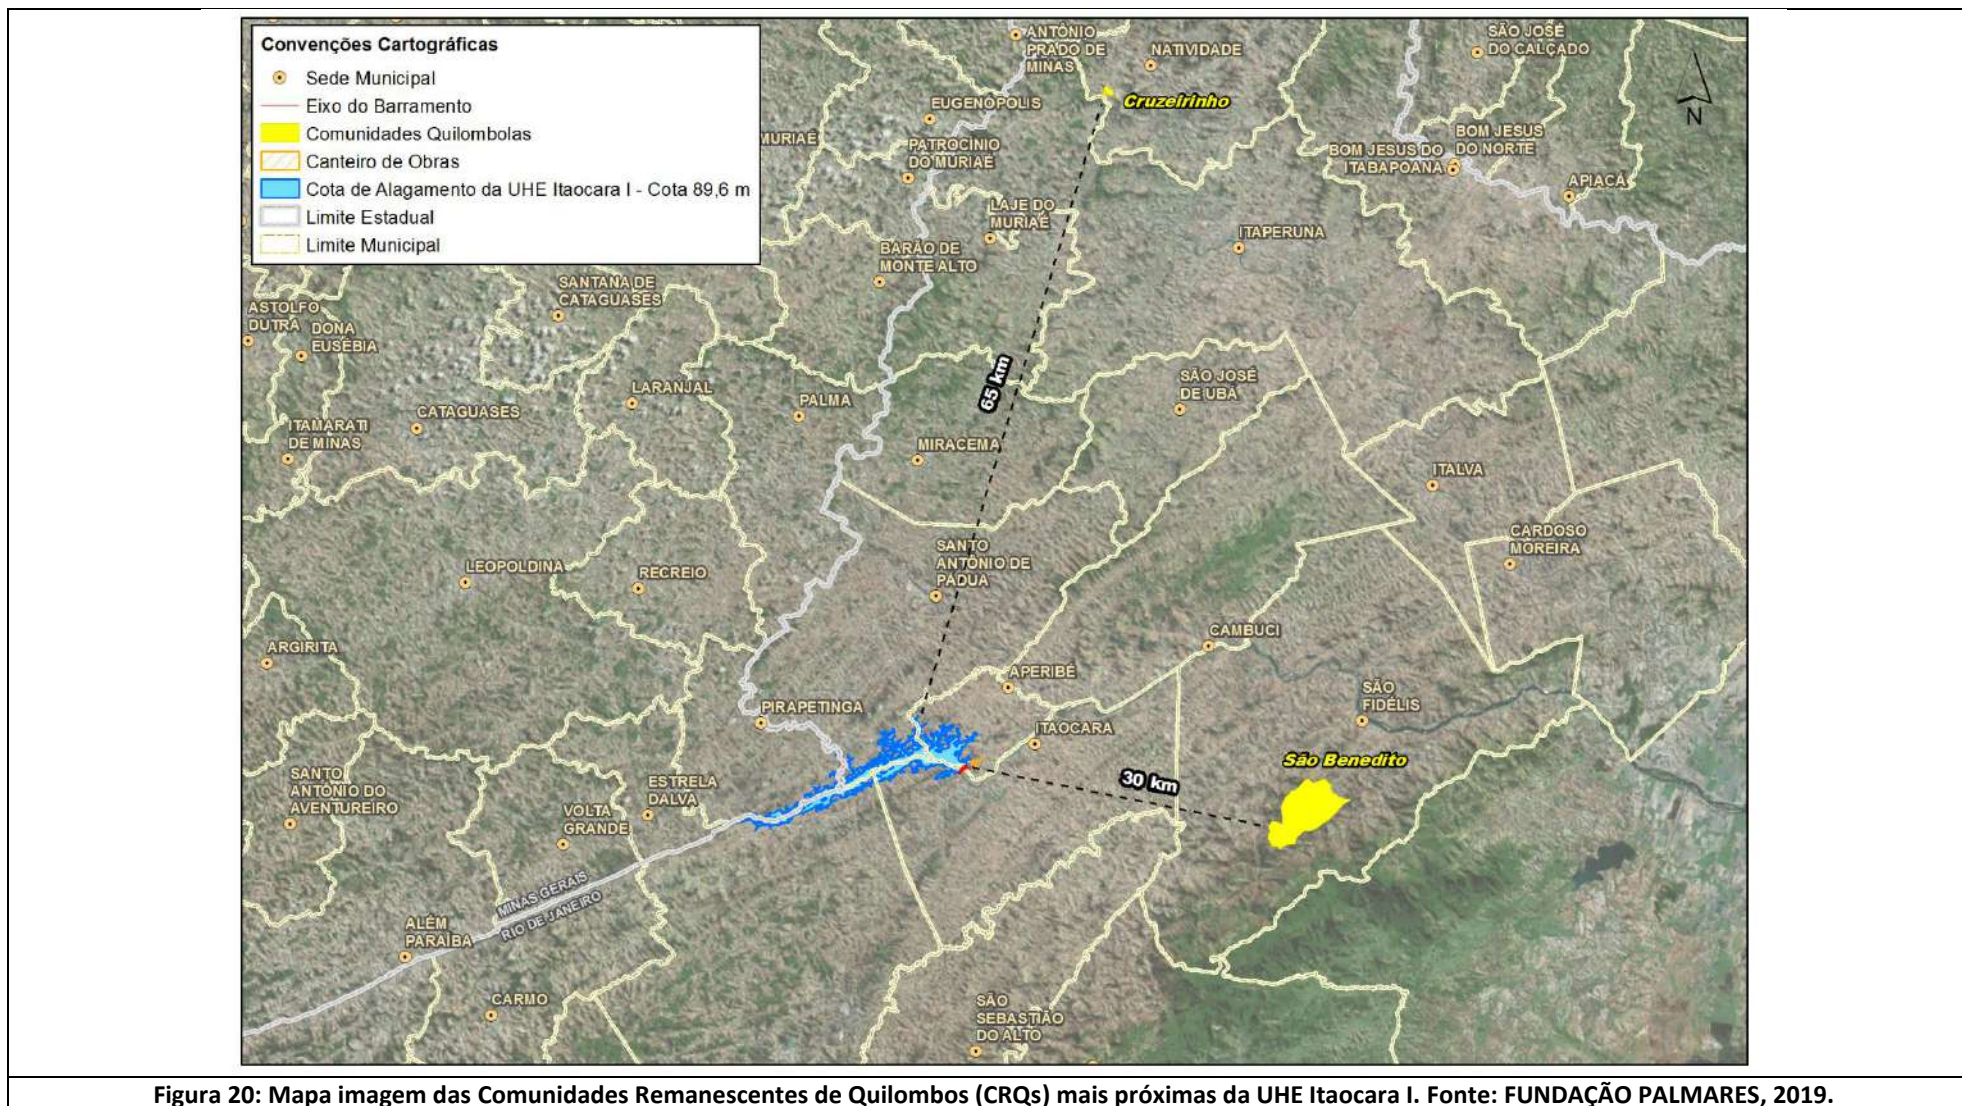 Convenções Cartográficas
Sede Municipal
Eixo do Barramento
Comunidades Quilombolas
Canteiro de Obras
Cota de Alagamento da UHE Itaocara I - Cota 89,6 m
Limite Estadual
Limite Municipal
ANTÔNIO
PRADO DE
MINAS
NATIVIDADE
SÃO JOSÉ
DO CALÇADO
Cruzeirinho
EUGENÓPOLIS
MURIAÉ
PATROCÍNIO
DO MURIAÉ
BOM JESUS
DO NORTE
BOM JESUS DO
ITABAPOANA
APIACÁ
N
LAJE DO
MURIAÉ
ITAPERUNA
BARÃO DE
MONTE ALTO
SANTANA DE
CATAGUASES
ASTOLFO
DUTRA
DONA
EUSÉBIA
65 km
LARANJAL
PALMA
SÃO JOSÉ
DE UBÁ
CATAGUASES
ITAMARATI
DE MINAS
MIRACEMA
ITALVA
CARDOSO
MOREIRA
SANTO
ANTÔNIO DE
PÁDUA
LEOPOLDINA
RECREIO
CAMBUCI
ARGIRITA
APERIBÉ
SÃO
FIDÉLIS
PIRAPETINGA
ITAOCARA
São Benedito
30 km
SANTO
ANTÔNIO DO
AVENTUREIRO
ESTRELA
DALVA
VOLTA
GRANDE
MINAS GERAIS
RIO DE JANEIRO
ALÉM
PARAÍBA
CARMO
SÃO
SEBASTIÃO
DO ALTO
Figura 20: Mapa imagem das Comunidades Remanescentes de Quilombos (CRQs) mais próximas da UHE Itaocara I. Fonte: FUNDAÇÃO PALMARES, 2019.